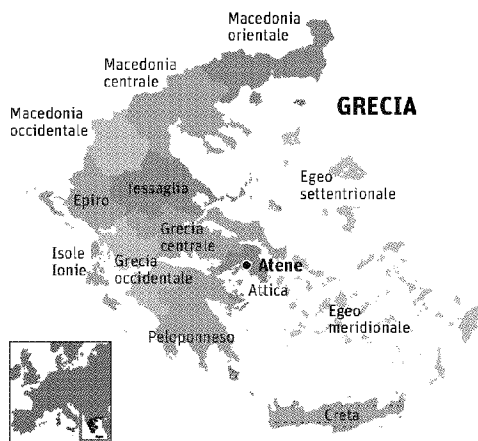 Macedonia
orientale
Macedonia
centrale
GRECIA
Macedonia
occidentale
Tessaglia
Epiro
Egeo
settentrionale
Grecia
centrale
Isole
Ionie
Grecia
occidentale
Atene
Attica
Egeo
meridionale
Peloponneso
Creta